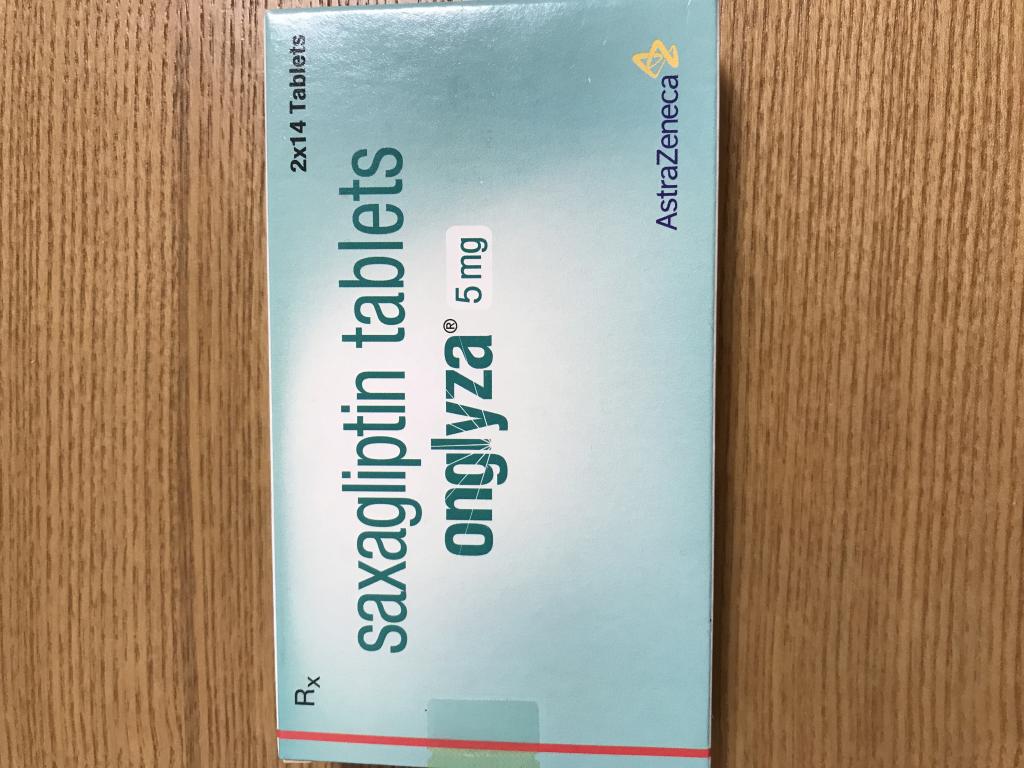 Rx
2x14 Tablets
saxagliptin tablets
onglyza® 5 mg
AstraZeneca